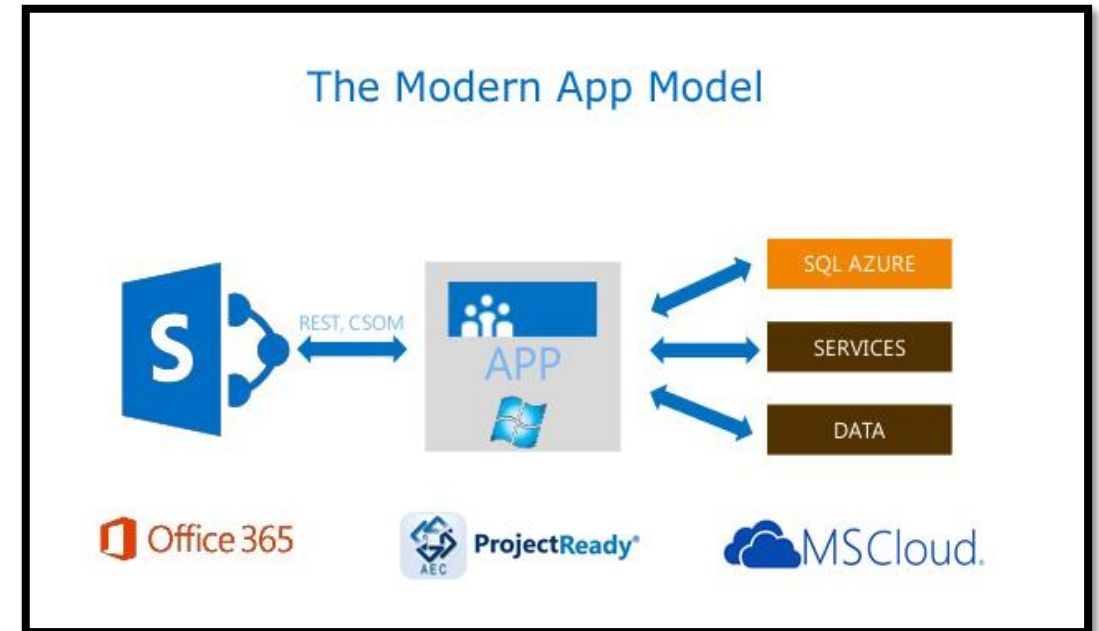 The Modern App Model
S
REST, CSOM
APP
SQL AZURE
SERVICES
DATA
Office 365
AEC
ProjectReady®
MSCloud.